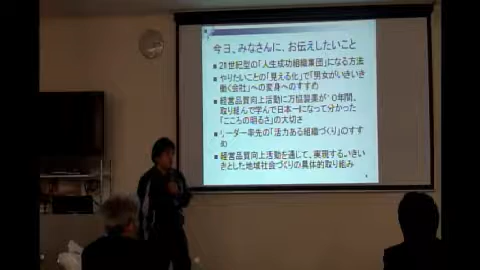 今日、みなさんに、お伝えしたいこと
21世紀型の「人生成功組織集団」になる方法
やりたいことの「見える化」で「男女がいきいき
働く会社」への変身へのすすめ
経営品質向上活動に万協製薬が10年間、
取り組んで学んで日本一になって分かった
「こころの明るさ」の大切さ
リーダー率先の「活力ある組織づくり」のすす
め
経営品質向上活動を通じて、実現する、いきい
きとした地域社会づくりの具体的取り組み